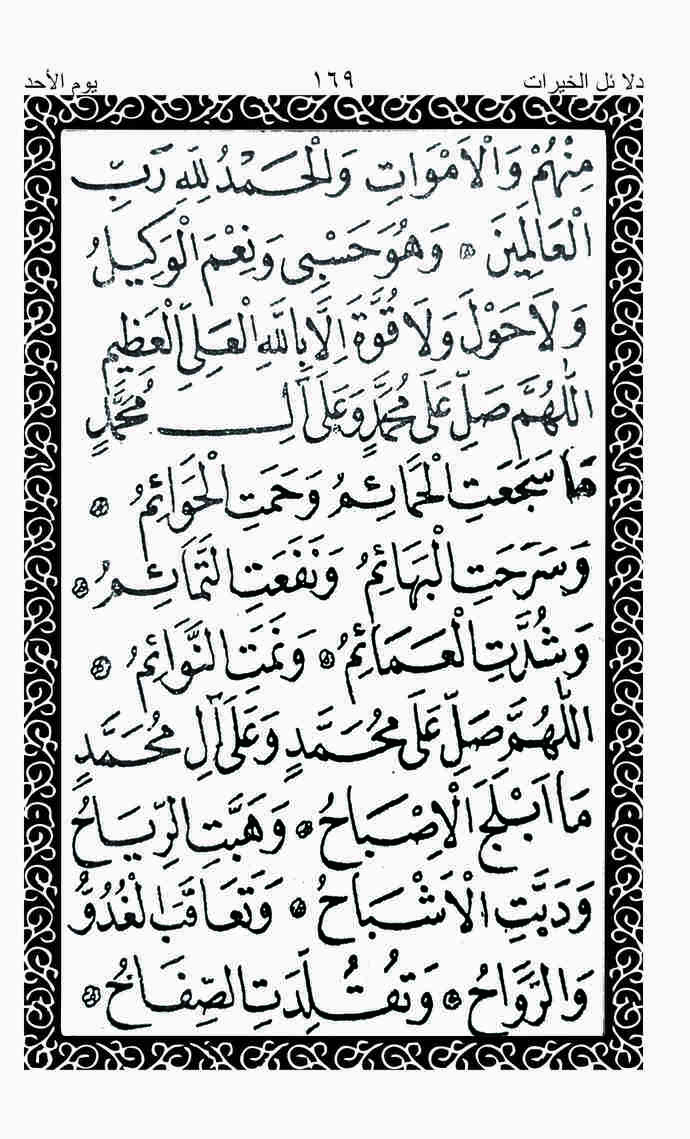 دلائل الخيرات ١٦٩ يوم الأحد
مِنْهُمْ وَالْاَمْوَاتِ وَالْحَمْدُ لِلّٰهِ رَبِّ
الْعَالَمِينَ ۞ وَهُوَ حَسْبِى وَنِعْمَ الْوَكِيلُ
وَلَا حَوْلَ وَلَا قُوَّةَ اِلَّا بِاللّٰهِ الْعَلِىِّ الْعَظِيمِ
اَللّٰهُمَّ صَلِّ عَلَى مُحَمَّدٍ وَعَلَى آلِ مُحَمَّدٍ
مَا سَجَعَتِ الْحَمَائِمُ وَحَمَتِ الْحَوَائِمُ ۞
وَسَرَحَتِ الْبَهَائِمُ وَنَفَعَتِ التَّمَائِمُ ۞
وَشُدَّتِ الْعَمَائِمُ ۞ وَنَمَتِ النَّوَائِمُ ۞
اَللّٰهُمَّ صَلِّ عَلَى مُحَمَّدٍ وَعَلَى آلِ مُحَمَّدٍ
مَا اَبْلَجَ الْاِصْبَاحُ ۞ وَهَبَّتِ الرِّيَاحُ
وَدَبَّتِ الْاَشْبَاحُ ۞ وَتَعَاقَبَ الْغُدُوُّ
وَالرَّوَاحُ ۞ وَتُقُلِّدَتِ الصِّفَاحُ ۞